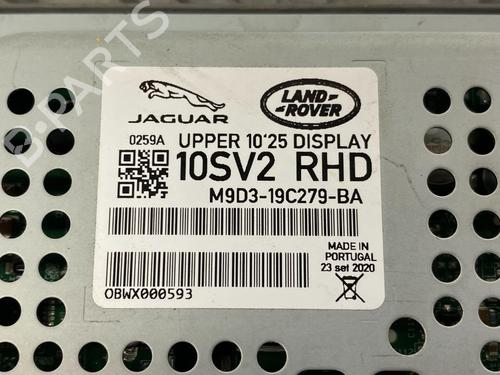 JAGUAR
LAND-
ROVER
0259A
UPPER 10'25 DISPLAY
10SV2 RHD
M9D3-19C279-BA
MADE IN
PORTUGAL
23 set 2020
OBWX000593
B-PARTS